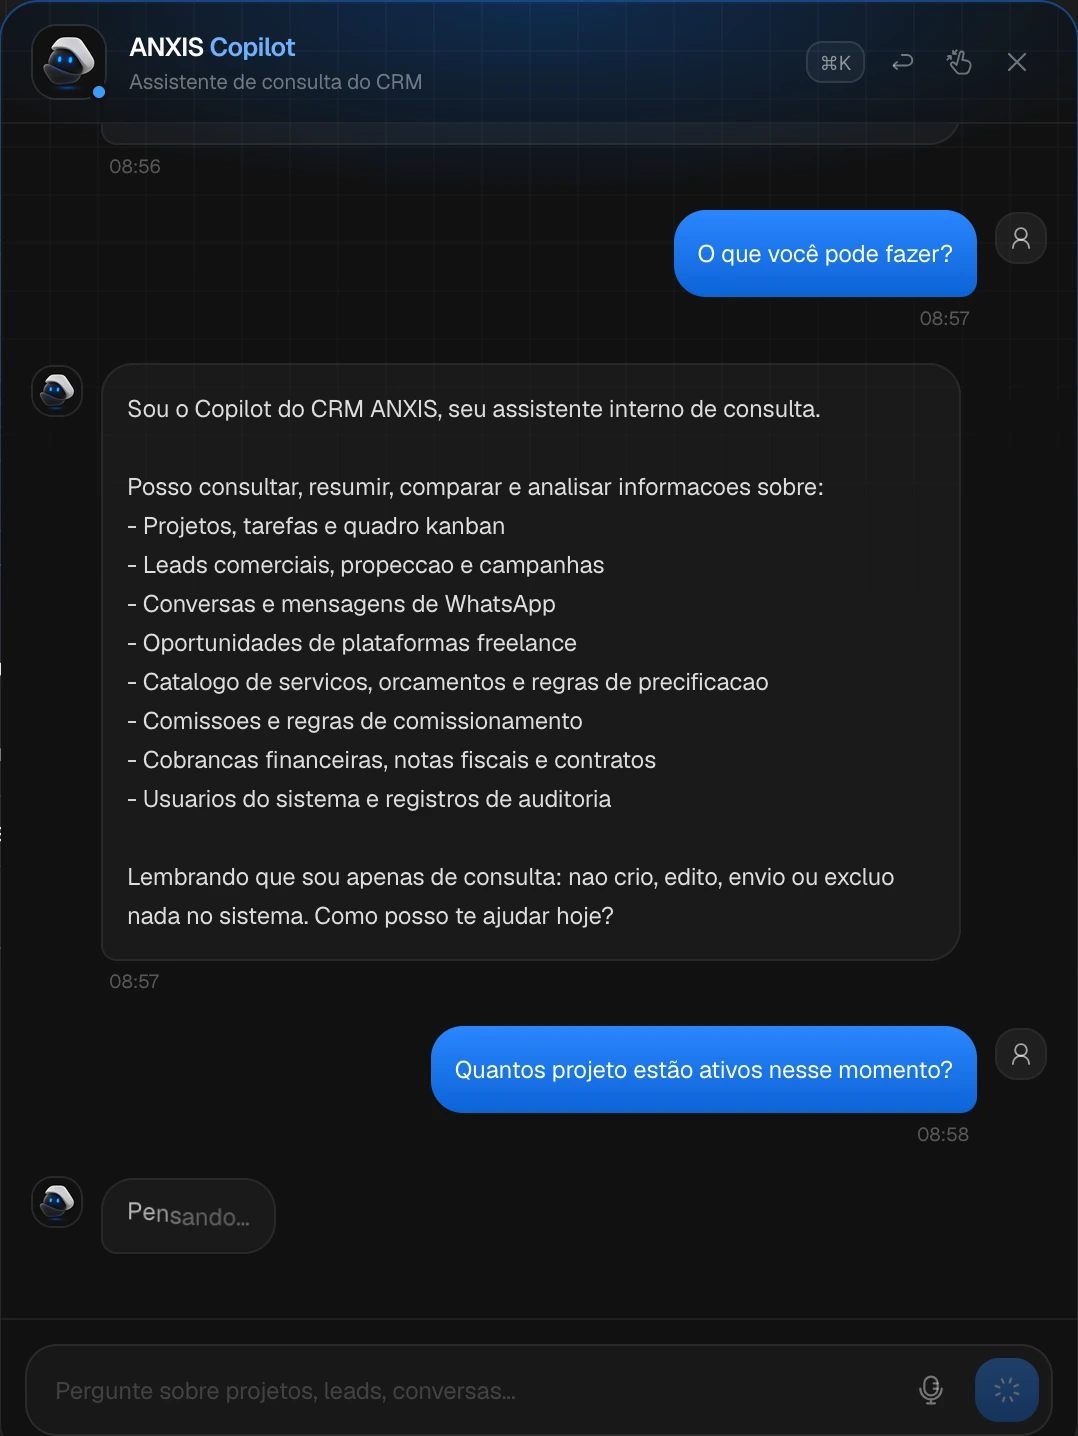 ANXIS Copilot
Assistente de consulta do CRM
⌘K
08:56
O que você pode fazer?
08:57
Sou o Copilot do CRM ANXIS, seu assistente interno de consulta.
Posso consultar, resumir, comparar e analisar informacoes sobre:
- Projetos, tarefas e quadro kanban
- Leads comerciais, propeccao e campanhas
- Conversas e mensagens de WhatsApp
- Oportunidades de plataformas freelance
- Catalogo de servicos, orcamentos e regras de precificacao
- Comissoes e regras de comissionamento
- Cobrancas financeiras, notas fiscais e contratos
- Usuarios do sistema e registros de auditoria
Lembrando que sou apenas de consulta: nao crio, edito, envio ou excluo
nada no sistema. Como posso te ajudar hoje?
08:57
Quantos projeto estão ativos nesse momento?
08:58
Pensando...
Pergunte sobre projetos, leads, conversas...